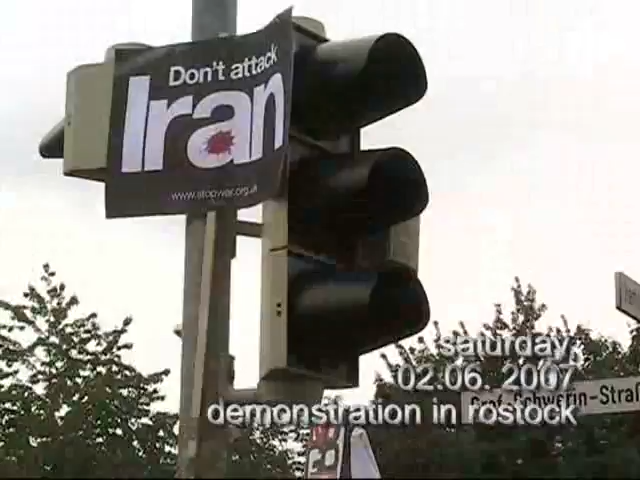 Don't attack
Iran
www.stopwar.org.uk
saturday,
02.06. 2007
demonstration in rostock
Graf-Schwerin-Straß